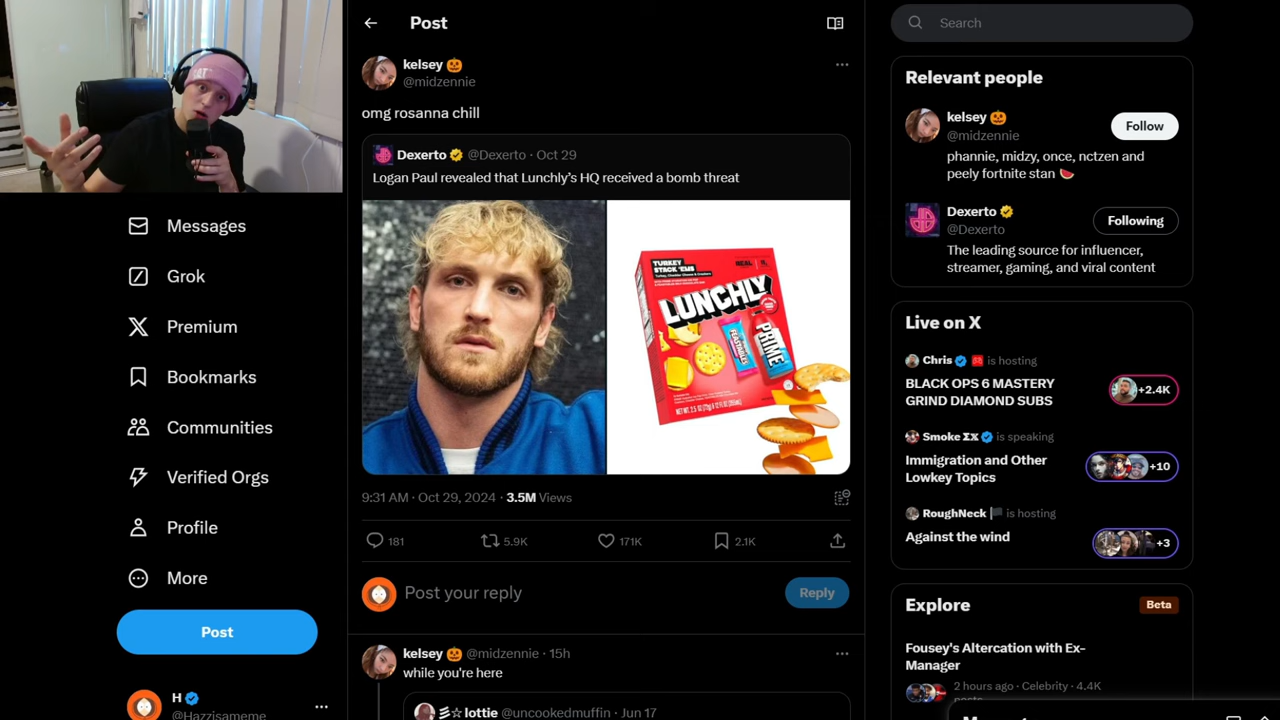 Post
kelsey 🎃
@midzennie
omg rosanna chill
Dexerto @Dexerto · Oct 29
Logan Paul revealed that Lunchly's HQ received a bomb threat
TURKEY
STACK 'EMS
LUNCHLY
FEASTABLES
PRIME
9:31 AM · Oct 29, 2024 · 3.5M Views
181
5.9K
171K
2.1K
Post your reply
Reply
kelsey 🎃 @midzennie · 15h
while you're here
lottie @uncookedmuffin · Jun 17
Messages
Grok
Premium
Bookmarks
Communities
Verified Orgs
Profile
More
Post
H
@Hazzisameme
Search
Relevant people
kelsey 🎃
@midzennie
Follow
phannie, midzy, once, nctzen and
peely fortnite stan 🍉
Dexerto
@Dexerto
Following
The leading source for influencer,
streamer, gaming, and viral content
Live on X
Chris is hosting
BLACK OPS 6 MASTERY
GRIND DIAMOND SUBS
+2.4K
Smoke ΣX is speaking
Immigration and Other
Lowkey Topics
+10
RoughNeck 🏴 is hosting
Against the wind
+3
Explore
Beta
Fousey's Altercation with Ex-
Manager
2 hours ago · Celebrity · 4.4K
posts